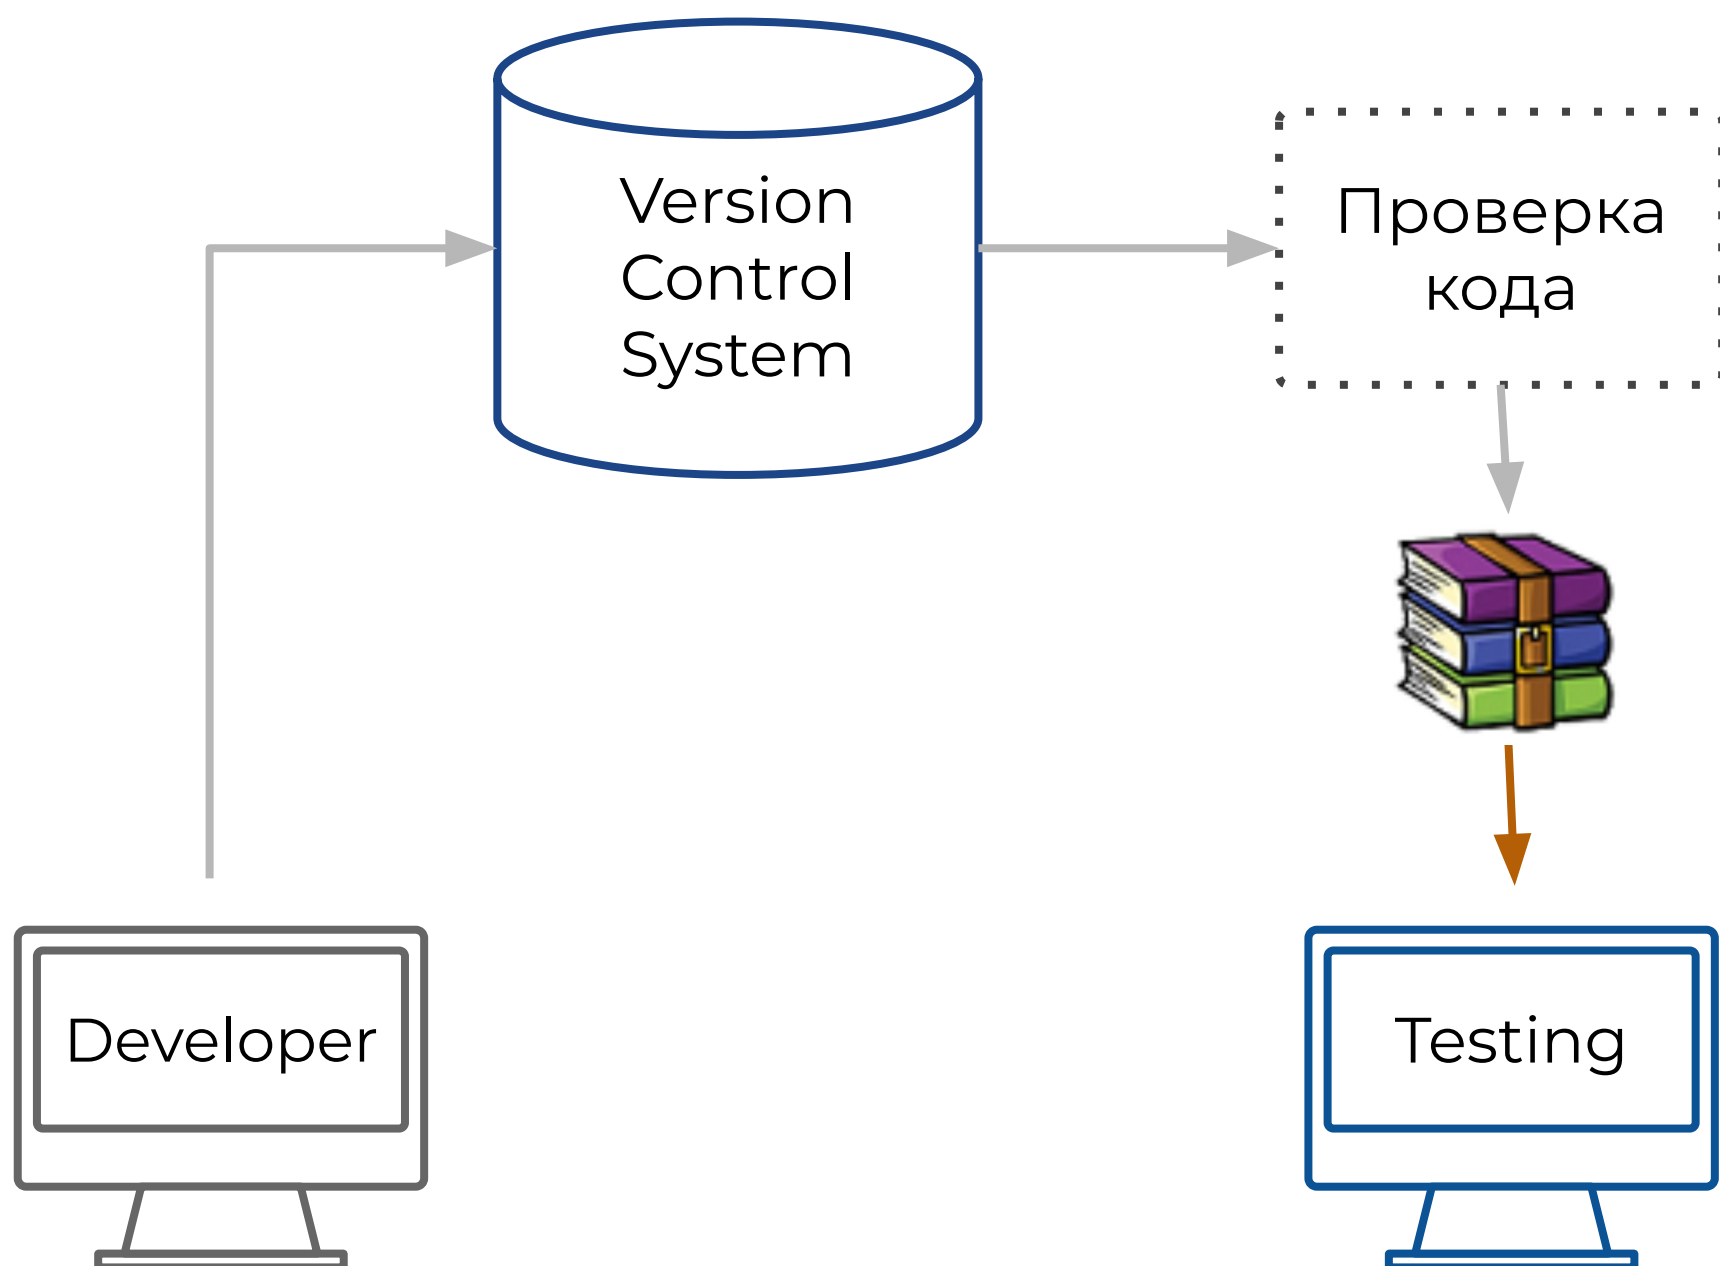 Version
Control
System
Проверка
кода
Developer
Testing